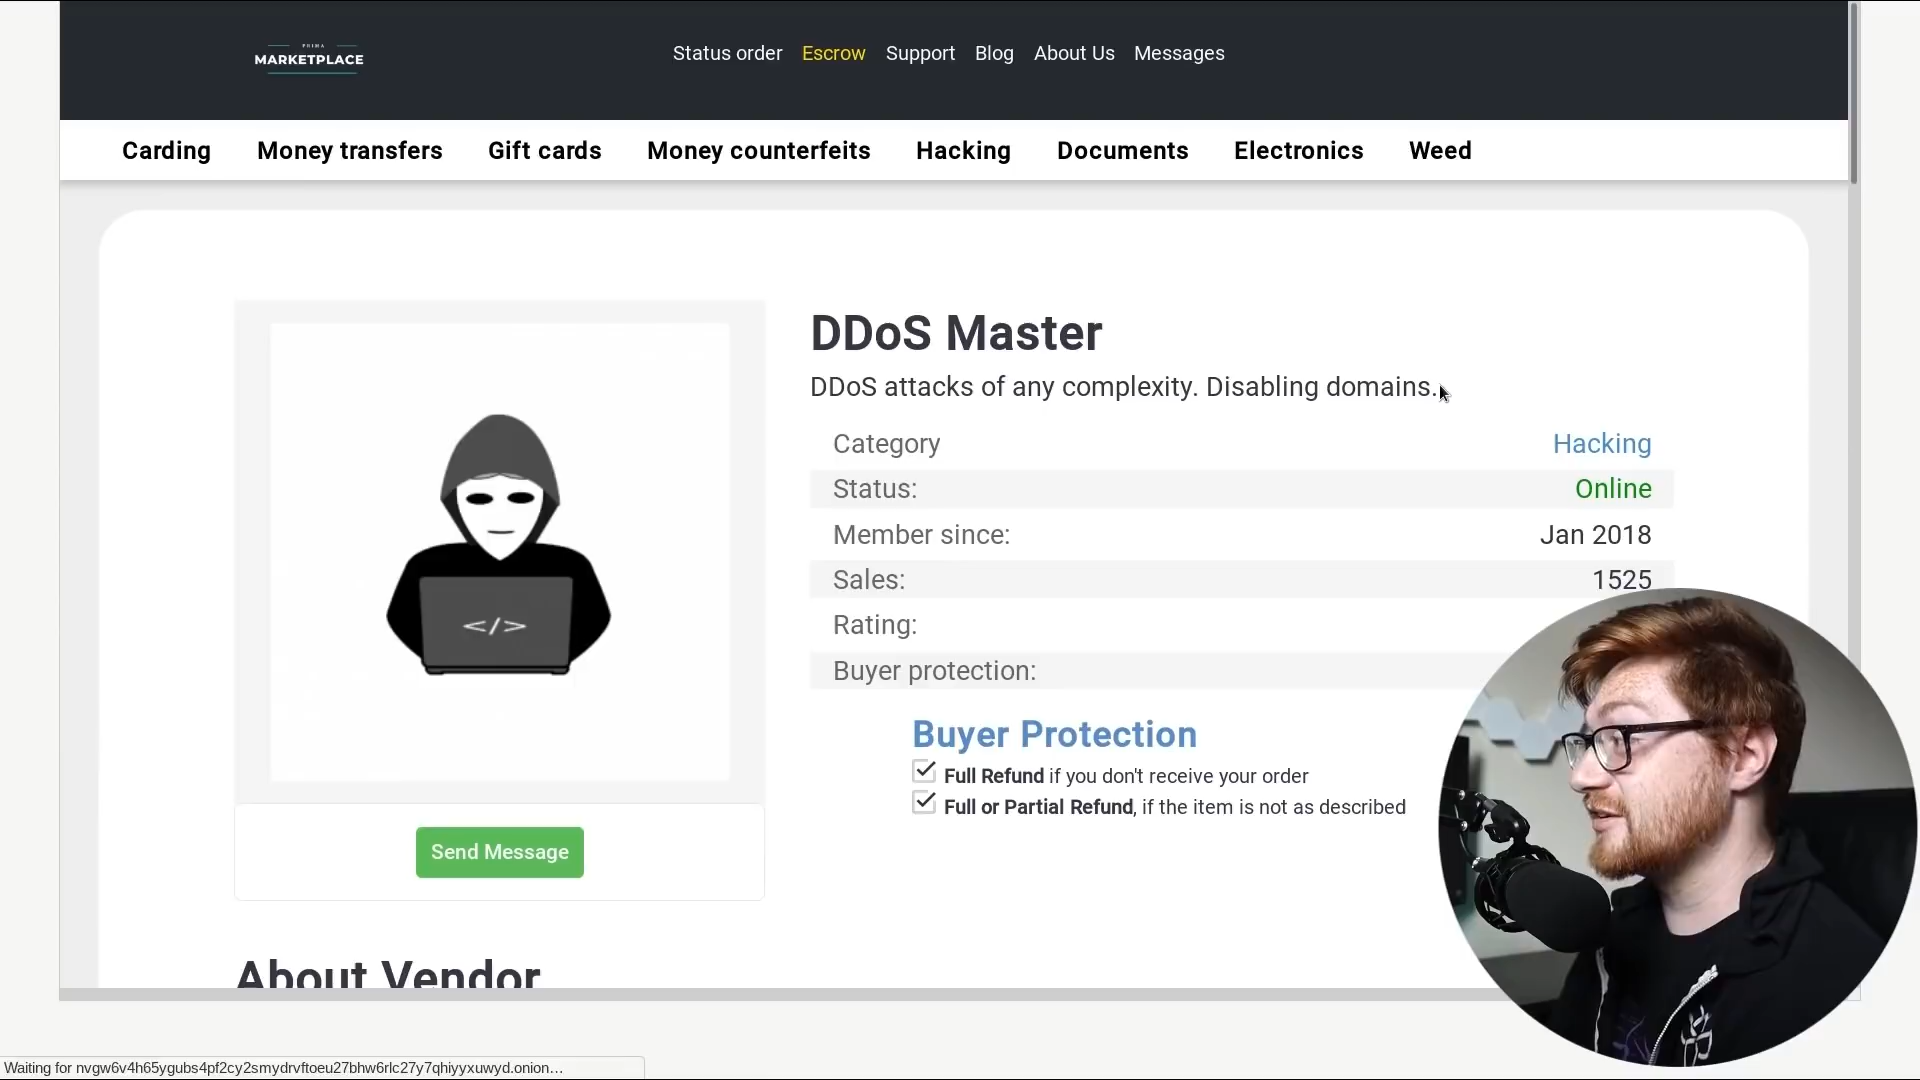 PRIMA
MARKETPLACE
Status order Escrow Support Blog About Us Messages
Carding Money transfers Gift cards Money counterfeits Hacking Documents Electronics Weed
DDoS Master
DDoS attacks of any complexity. Disabling domains.
Category Hacking
Status: Online
Member since: Jan 2018
Sales: 1525
Rating:
Buyer protection:
Buyer Protection
Full Refund if you don't receive your order
Full or Partial Refund, if the item is not as described
</>
Send Message
About Vendor
Waiting for nvgw6v4h65ygubs4pf2cy2smydrvftoeu27bhw6rlc27y7qhiyyxuwyd.onion…